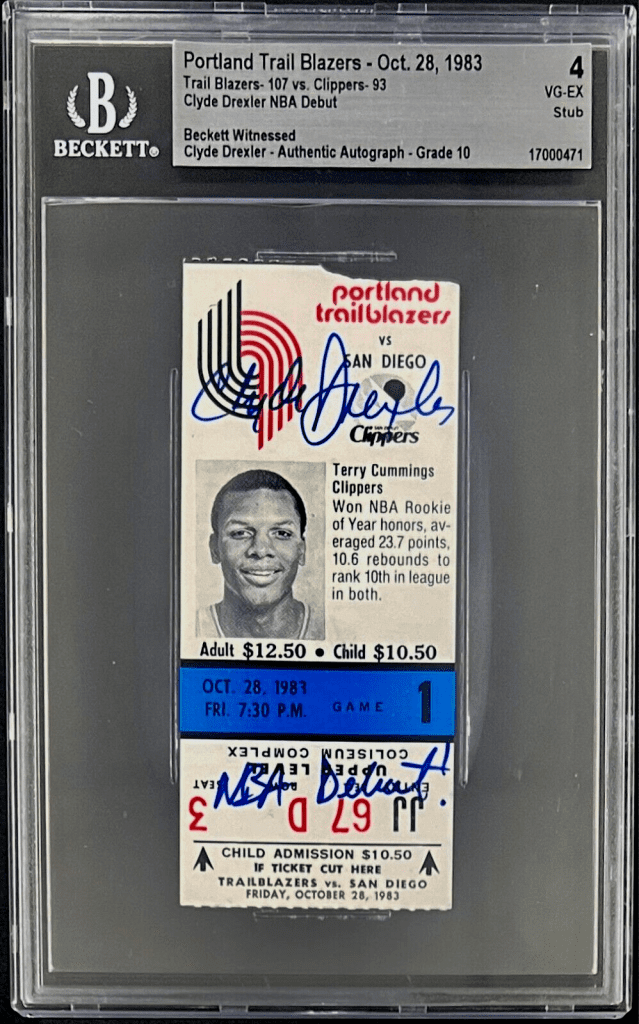 BECKETT®
Portland Trail Blazers - Oct. 28, 1983
Trail Blazers- 107 vs. Clippers- 93
Clyde Drexler NBA Debut
Beckett Witnessed
Clyde Drexler - Authentic Autograph - Grade 10
4
VG-EX
Stub
17000471
portland
trailblazers
vs
SAN DIEGO
Clyde Drexler
Clippers
Terry Cummings
Clippers
Won NBA Rookie
of Year honors, av-
eraged 23.7 points,
10.6 rebounds to
rank 10th in league
in both.
Adult $12.50 • Child $10.50
OCT. 28, 1983
FRI. 7:30 P.M.
GAME 1
COLISEUM COMPLEX
UPPER LEVEL
NBA Debut!
SEAT
3 D 67 JJ
CHILD ADMISSION $10.50
IF TICKET CUT HERE
TRAILBLAZERS vs. SAN DIEGO
FRIDAY, OCTOBER 28, 1983